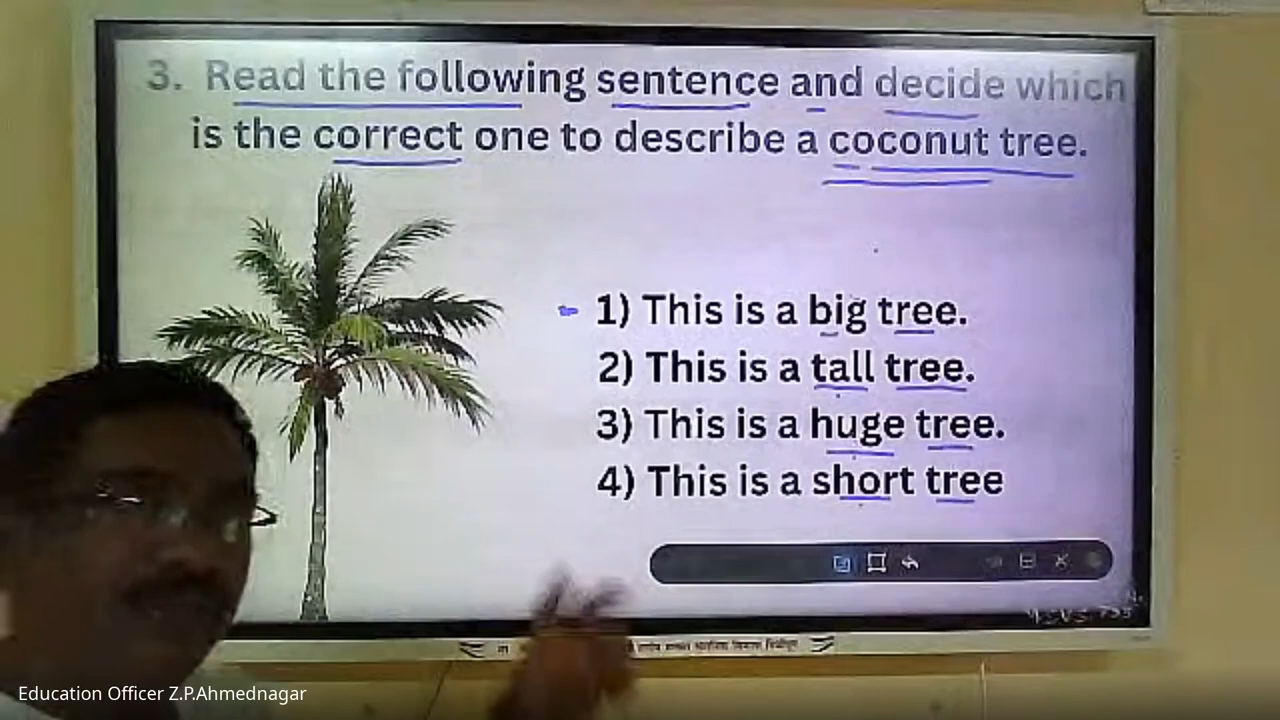 3. Read the following sentence and decide which
is the correct one to describe a coconut tree.
1) This is a big tree.
2) This is a tall tree.
3) This is a huge tree.
4) This is a short tree
Education Officer Z.P.Ahmednagar